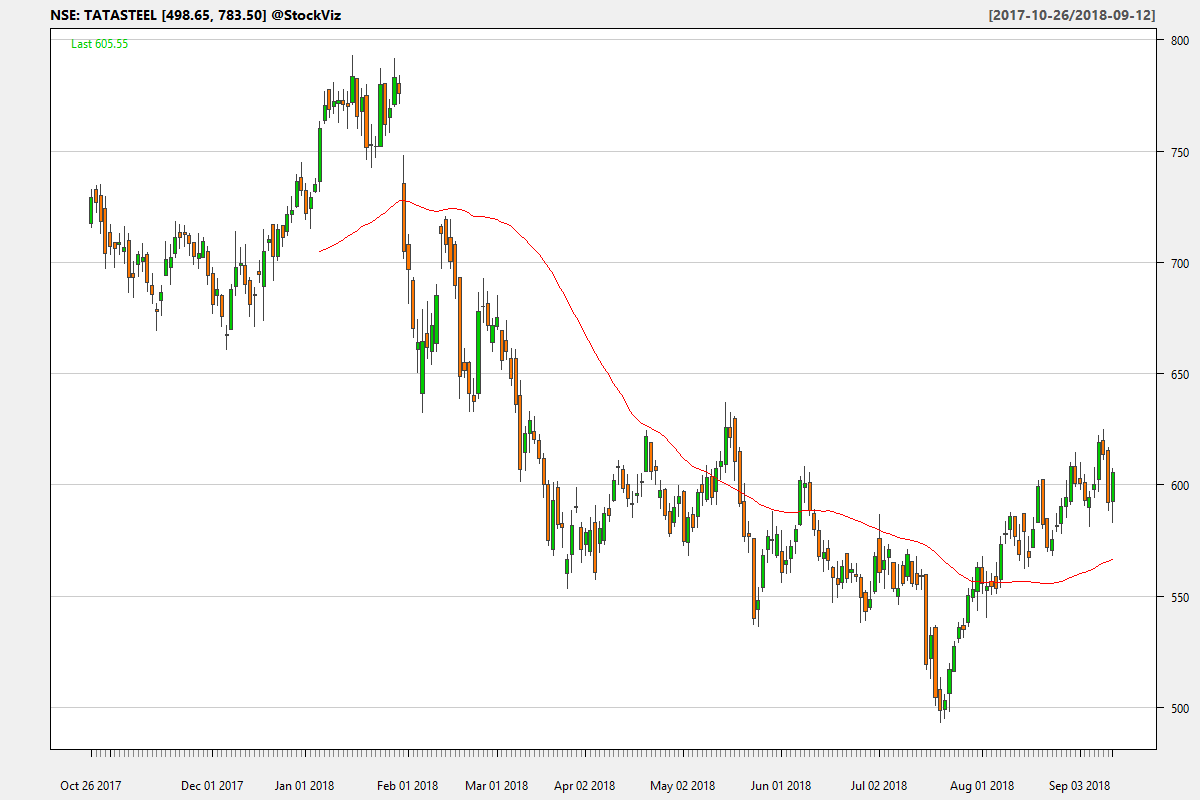 NSE: TATASTEEL [498.65, 783.50] @StockViz [2017-10-26/2018-09-12]
Last 605.55
800
750
700
650
600
550
500
Oct 26 2017 Dec 01 2017 Jan 01 2018 Feb 01 2018 Mar 01 2018 Apr 02 2018 May 02 2018 Jun 01 2018 Jul 02 2018 Aug 01 2018 Sep 03 2018